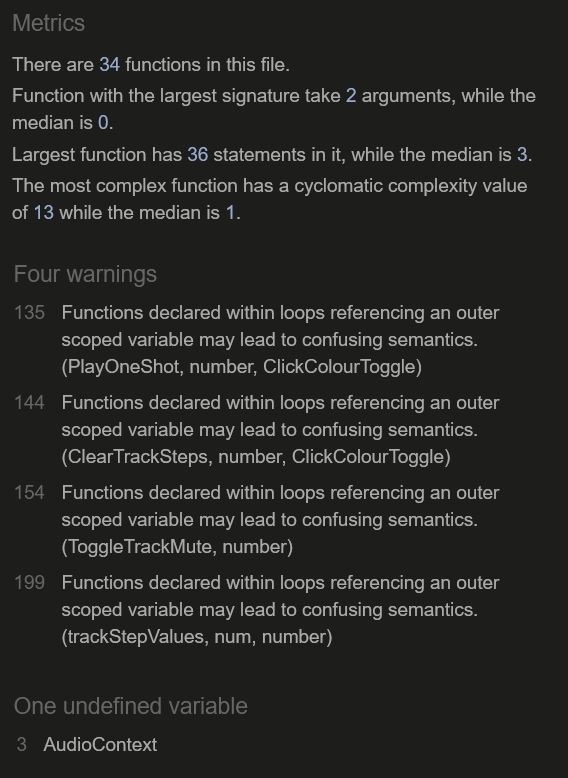 Metrics
There are 34 functions in this file.
Function with the largest signature take 2 arguments, while the
median is 0.
Largest function has 36 statements in it, while the median is 3.
The most complex function has a cyclomatic complexity value
of 13 while the median is 1.
Four warnings
135 Functions declared within loops referencing an outer
scoped variable may lead to confusing semantics.
(PlayOneShot, number, ClickColourToggle)
144 Functions declared within loops referencing an outer
scoped variable may lead to confusing semantics.
(ClearTrackSteps, number, ClickColourToggle)
154 Functions declared within loops referencing an outer
scoped variable may lead to confusing semantics.
(ToggleTrackMute, number)
199 Functions declared within loops referencing an outer
scoped variable may lead to confusing semantics.
(trackStepValues, num, number)
One undefined variable
3 AudioContext